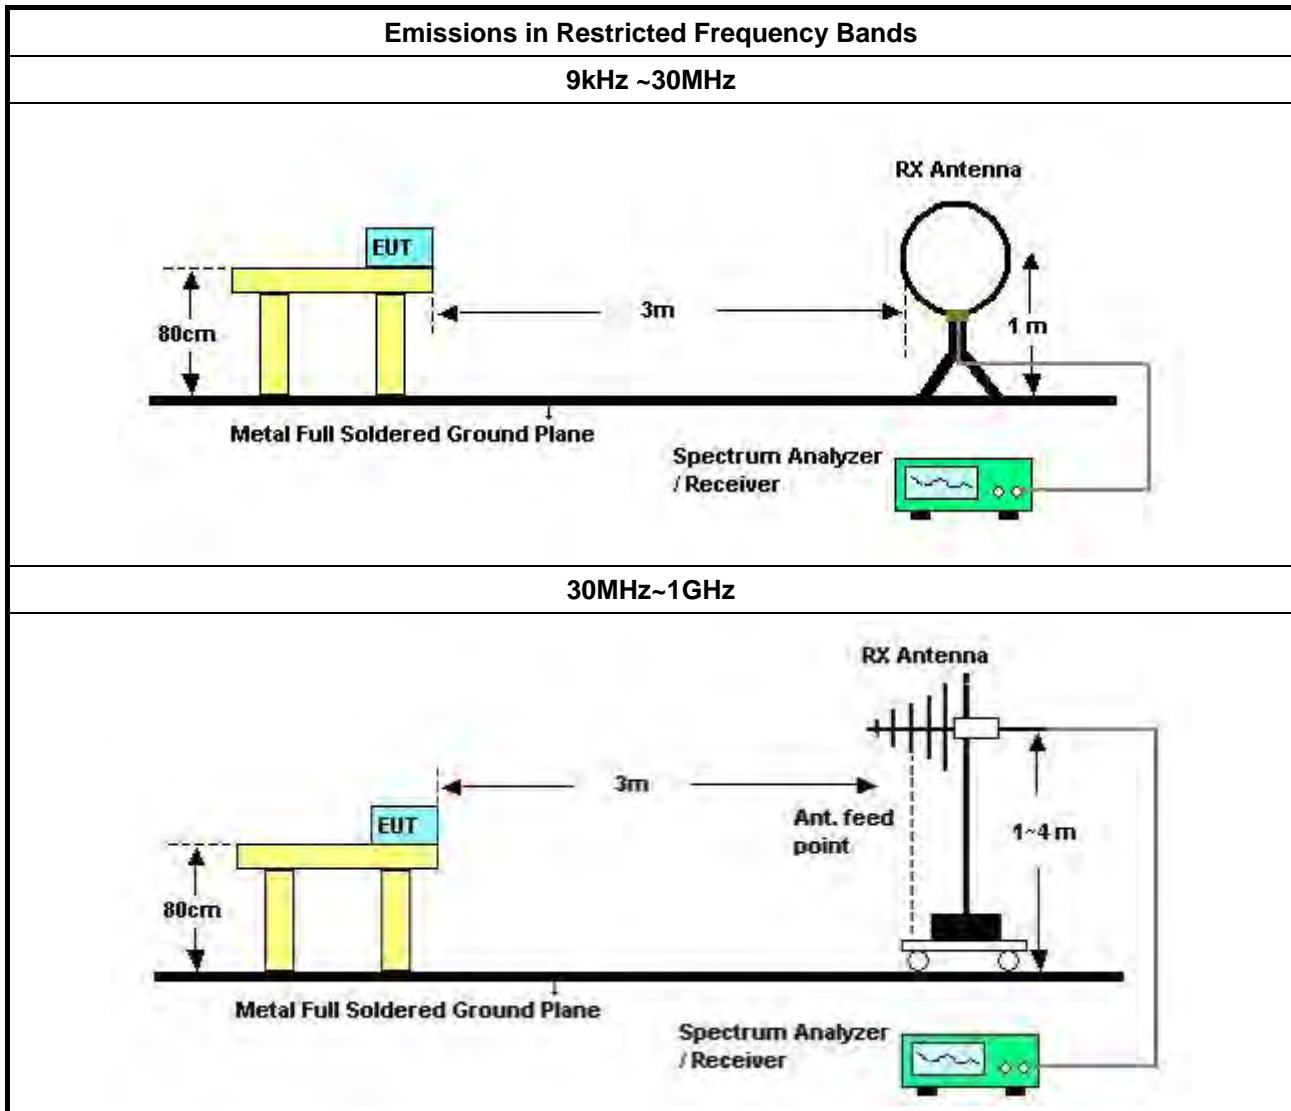 Emissions in Restricted Frequency Bands
9kHz ~30MHz
RX Antenna
EUT
3m
80cm
1 m
Metal Full Soldered Ground Plane
Spectrum Analyzer
/ Receiver
30MHz~1GHz
RX Antenna
3m
EUT
Ant. feed
point
1~4 m
80cm
Metal Full Soldered Ground Plane
Spectrum Analyzer
/ Receiver